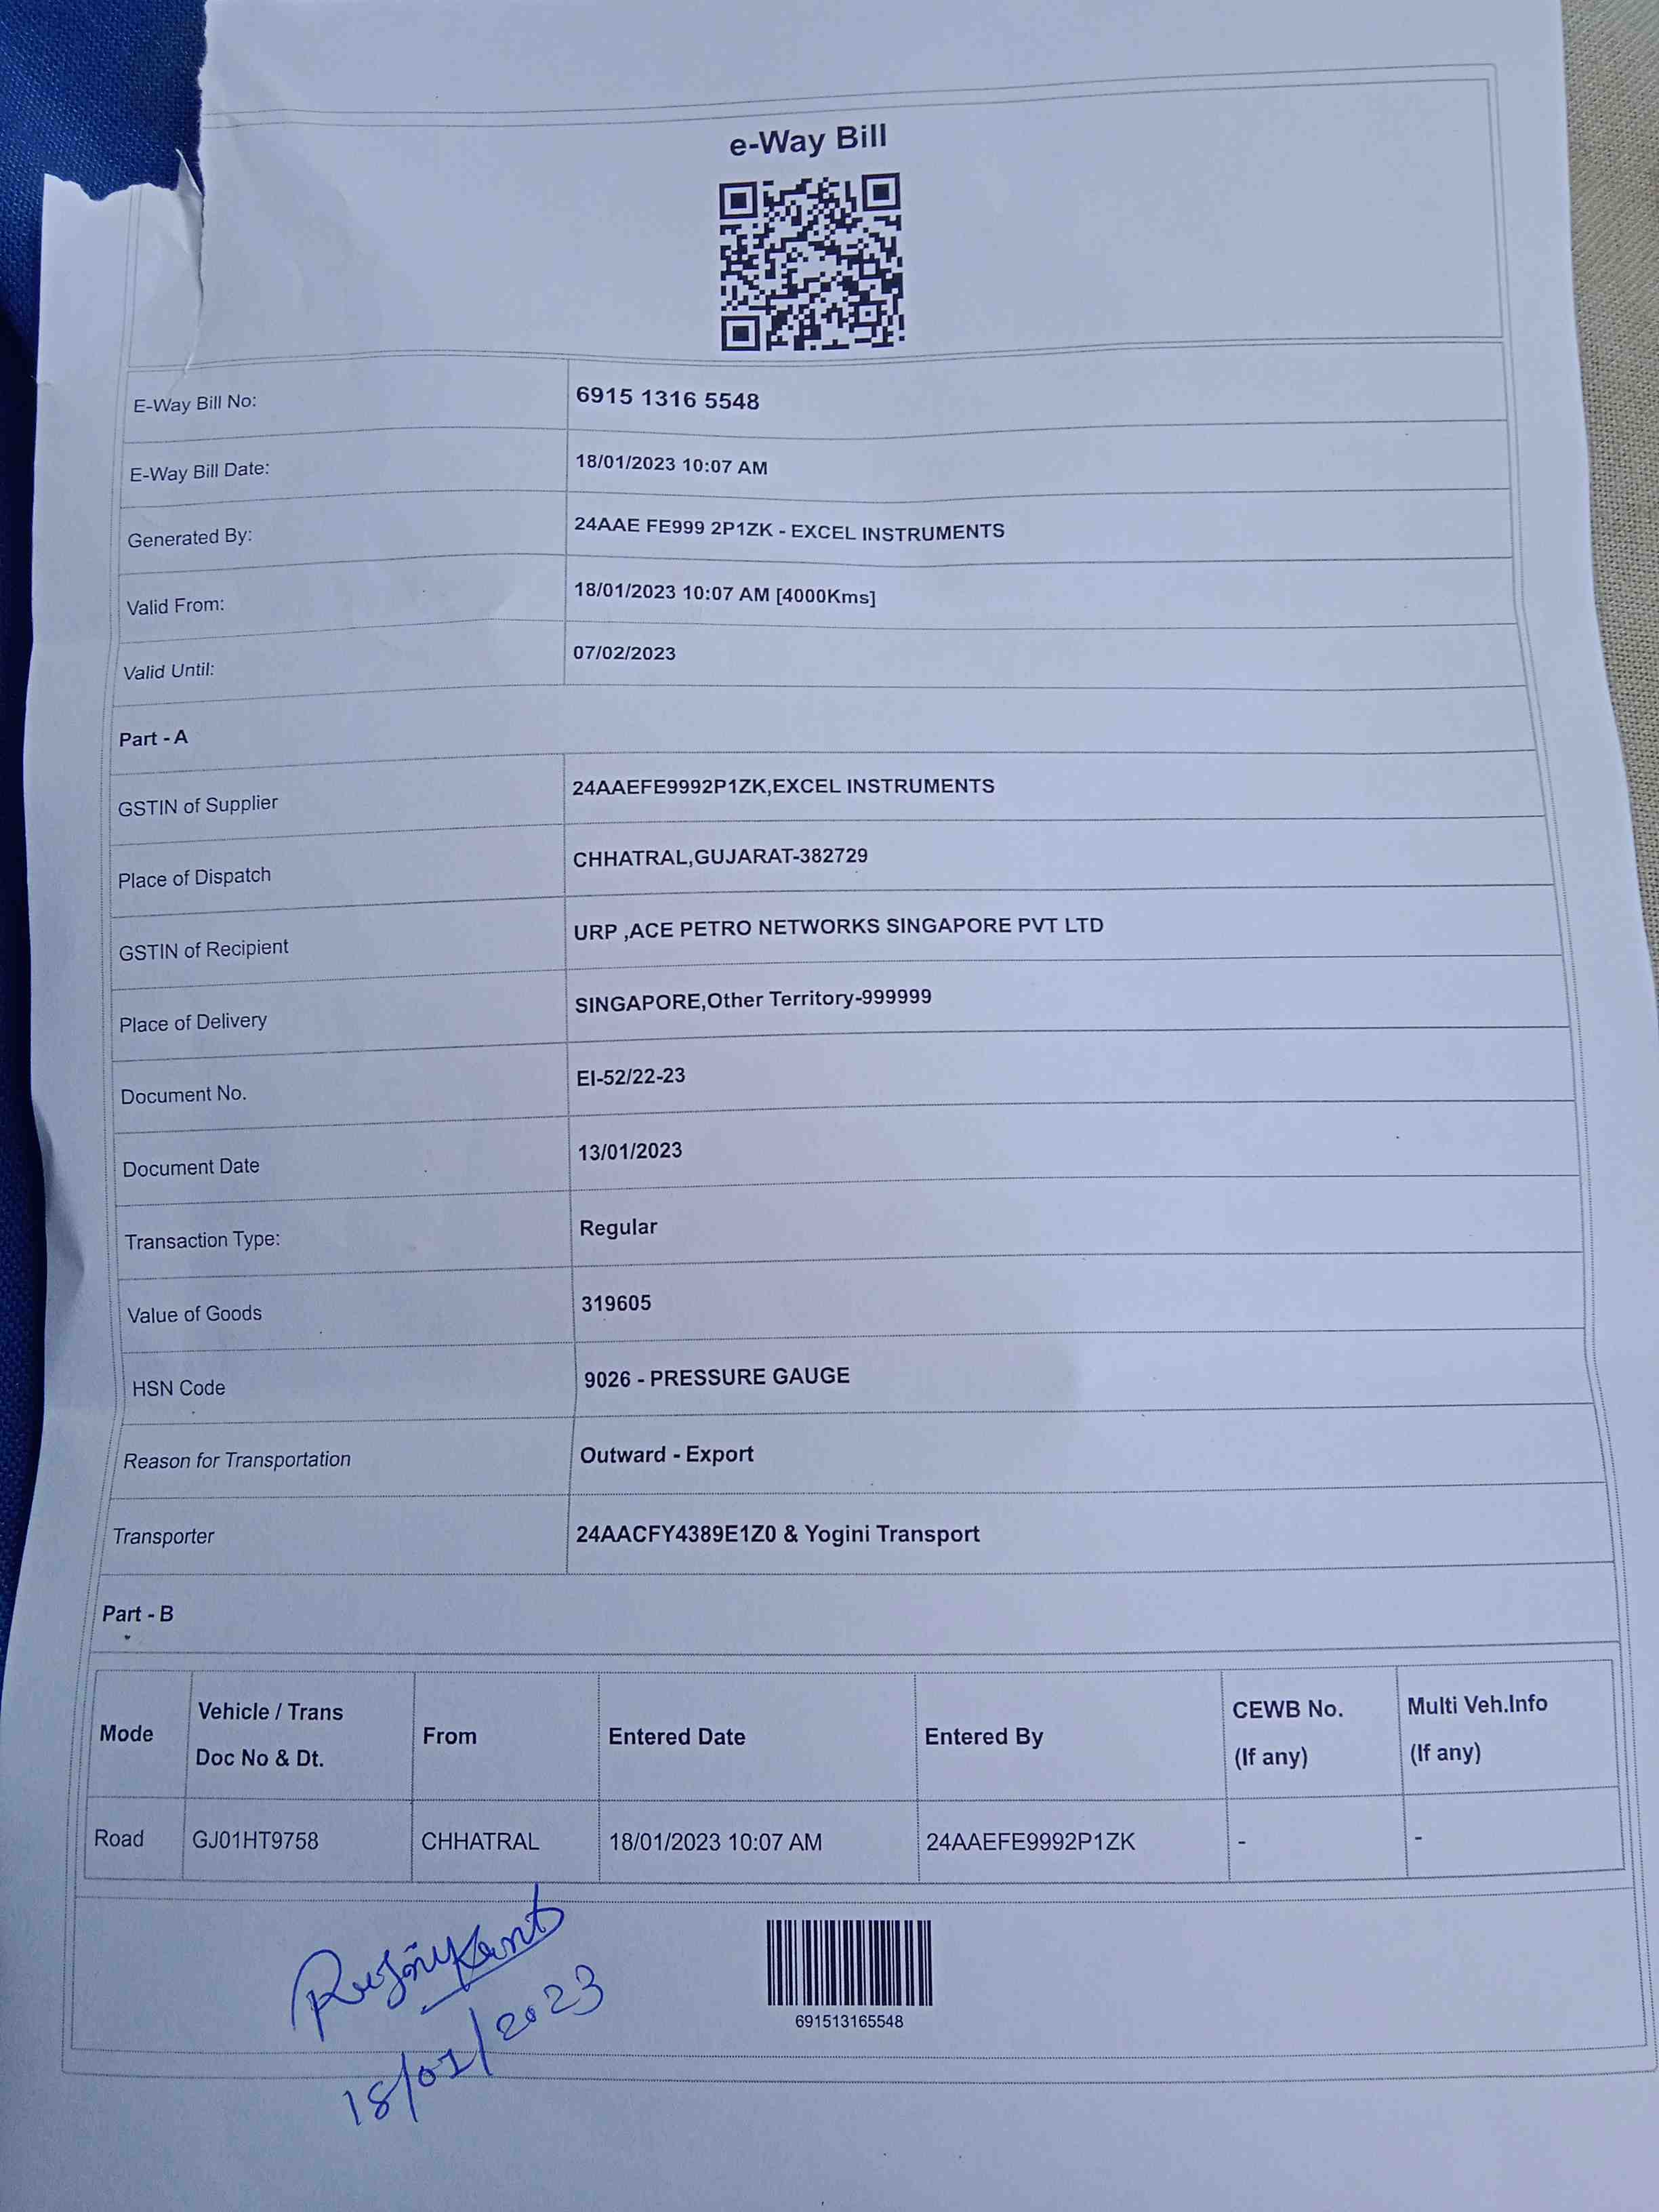 e-Way Bill
E-Way Bill No: 6915 1316 5548
E-Way Bill Date: 18/01/2023 10:07 AM
Generated By: 24AAE FE999 2P1ZK - EXCEL INSTRUMENTS
Valid From: 18/01/2023 10:07 AM [4000Kms]
Valid Until: 07/02/2023
Part - A
GSTIN of Supplier 24AAEFE9992P1ZK,EXCEL INSTRUMENTS
Place of Dispatch CHHATRAL,GUJARAT-382729
GSTIN of Recipient URP ,ACE PETRO NETWORKS SINGAPORE PVT LTD
Place of Delivery SINGAPORE,Other Territory-999999
Document No. EI-52/22-23
Document Date 13/01/2023
Transaction Type: Regular
Value of Goods 319605
HSN Code 9026 - PRESSURE GAUGE
Reason for Transportation Outward - Export
Transporter 24AACFY4389E1Z0 & Yogini Transport
Part - B
Mode Vehicle / Trans Doc No & Dt. From Entered Date Entered By CEWB No. (If any) Multi Veh.Info (If any)
Road GJ01HT9758 CHHATRAL 18/01/2023 10:07 AM 24AAEFE9992P1ZK - -
691513165548
18/01/2023